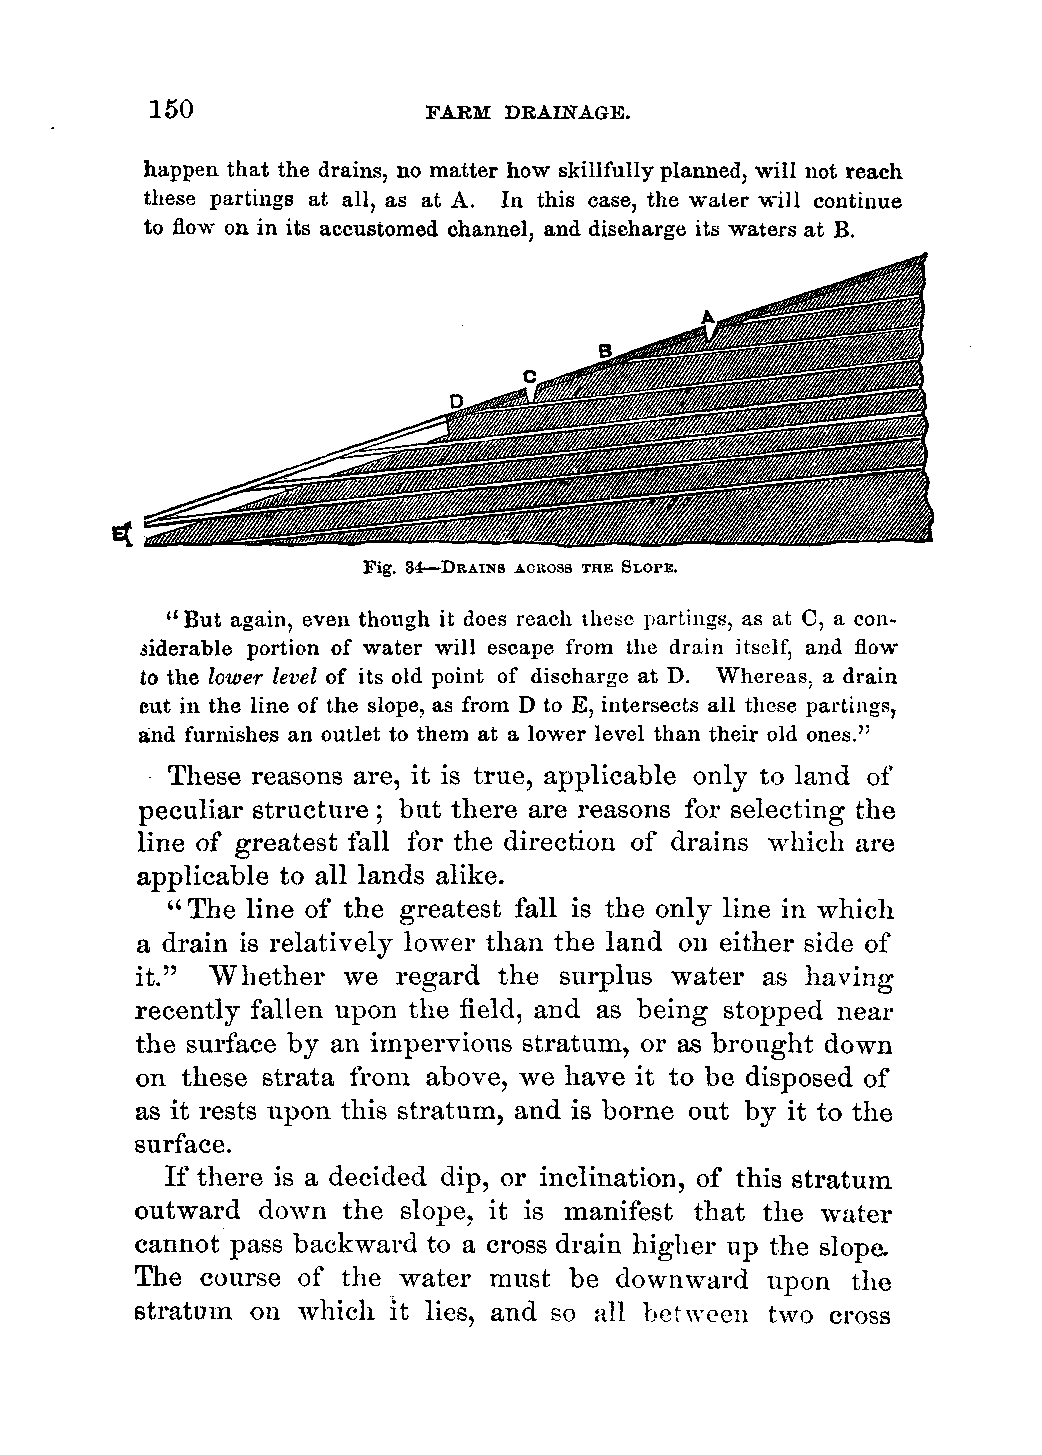 150 FARM DRAINAGE.
happen that the drains, no matter how skillfully planned, will not reach
these partings at all, as at A. In this case, the water will continue
to flow on in its accustomed channel, and discharge its waters at B.
A
B
C
D
E
Fig. 34—DRAINS ACROSS THE SLOPE.
“But again, even though it does reach these partings, as at C, a con-
siderable portion of water will escape from the drain itself, and flow
to the lower level of its old point of discharge at D. Whereas, a drain
cut in the line of the slope, as from D to E, intersects all these partings,
and furnishes an outlet to them at a lower level than their old ones.”
These reasons are, it is true, applicable only to land of
peculiar structure; but there are reasons for selecting the
line of greatest fall for the direction of drains which are
applicable to all lands alike.
“The line of the greatest fall is the only line in which
a drain is relatively lower than the land on either side of
it.” Whether we regard the surplus water as having
recently fallen upon the field, and as being stopped near
the surface by an impervious stratum, or as brought down
on these strata from above, we have it to be disposed of
as it rests upon this stratum, and is borne out by it to the
surface.
If there is a decided dip, or inclination, of this stratum
outward down the slope, it is manifest that the water
cannot pass backward to a cross drain higher up the slope.
The course of the water must be downward upon the
stratum on which it lies, and so all between two cross